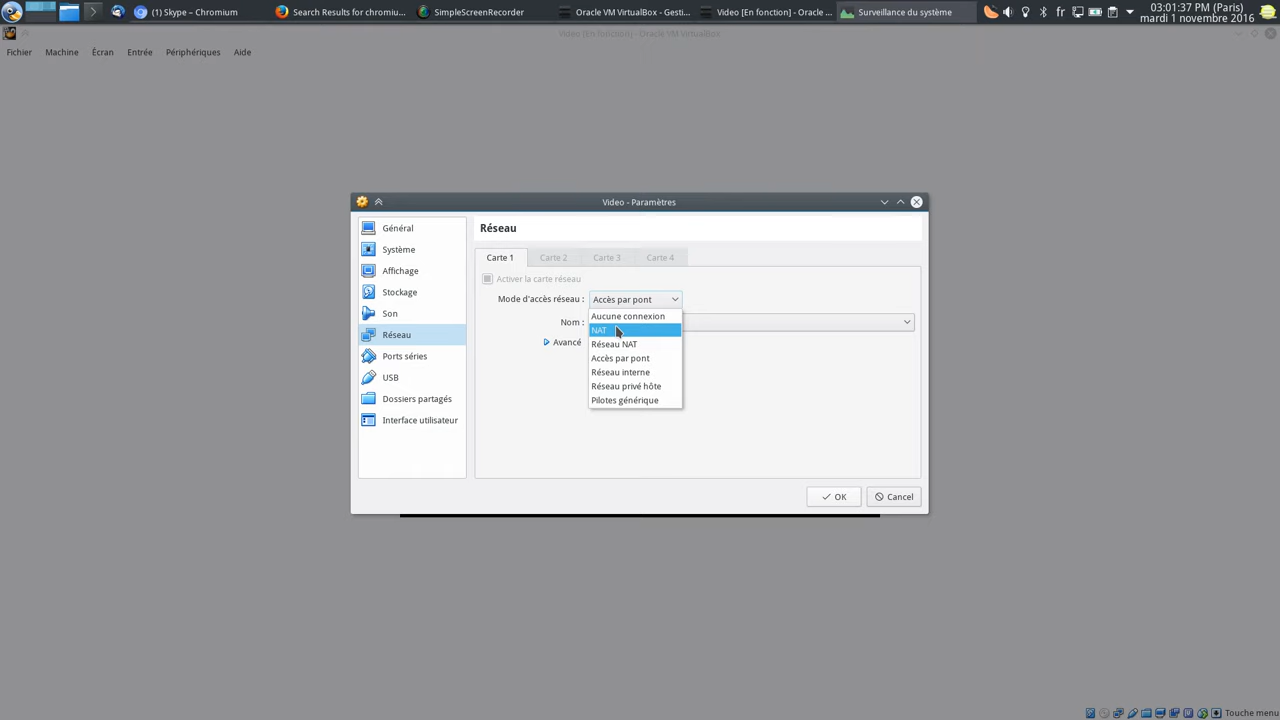 (1) Skype – Chromium
Search Results for chromiu...
SimpleScreenRecorder
Oracle VM VirtualBox - Gesti...
Video [En fonction] - Oracle ...
Surveillance du système
fr
03:01:37 PM (Paris)
mardi 1 novembre 2016
Video [En fonction] - Oracle VM VirtualBox
Fichier Machine Écran Entrée Périphériques Aide
Video - Paramètres
Général
Système
Affichage
Stockage
Son
Réseau
Ports séries
USB
Dossiers partagés
Interface utilisateur
Réseau
Carte 1 Carte 2 Carte 3 Carte 4
Activer la carte réseau
Mode d'accès réseau : Accès par pont
Nom :
Avancé
Aucune connexion
NAT
Réseau NAT
Accès par pont
Réseau interne
Réseau privé hôte
Pilotes générique
OK Cancel
Touche menu